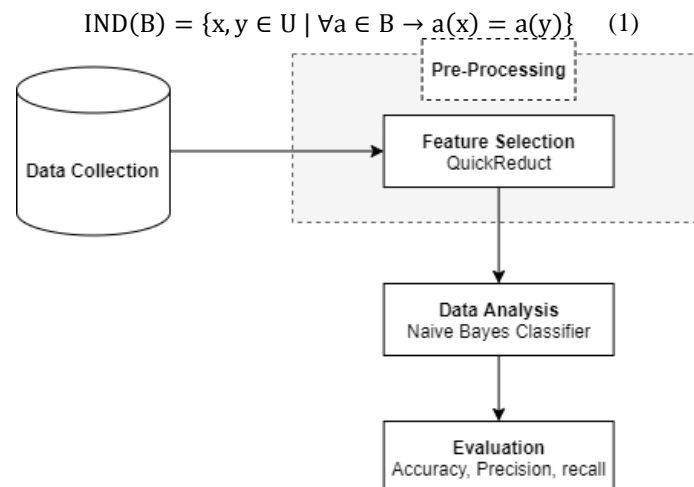 IND(B) = {x, y ∈ U | ∀a ∈ B → a(x) = a(y)} (1)
Pre-Processing
Data Collection
Feature Selection
QuickReduct
Data Analysis
Naive Bayes Classifier
Evaluation
Accuracy, Precision, recall